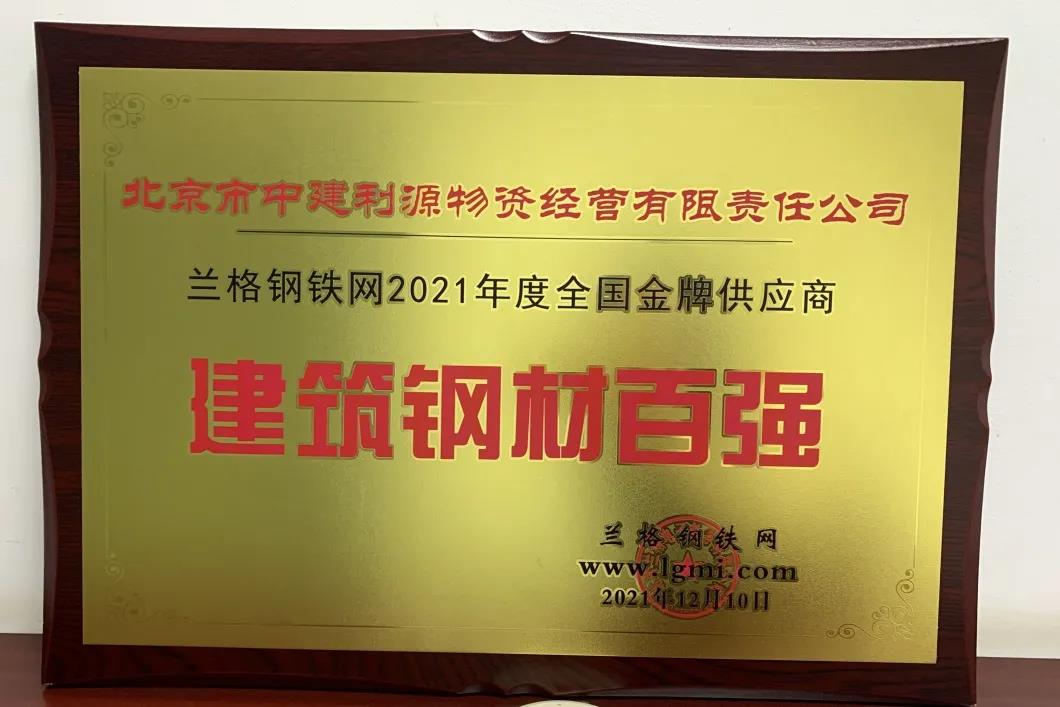 北京市中建利源物资经营有限责任公司
兰格钢铁网2021年度全国金牌供应商
建筑钢材百强
兰格钢铁网
www.lgmi.com
2021年12月10日